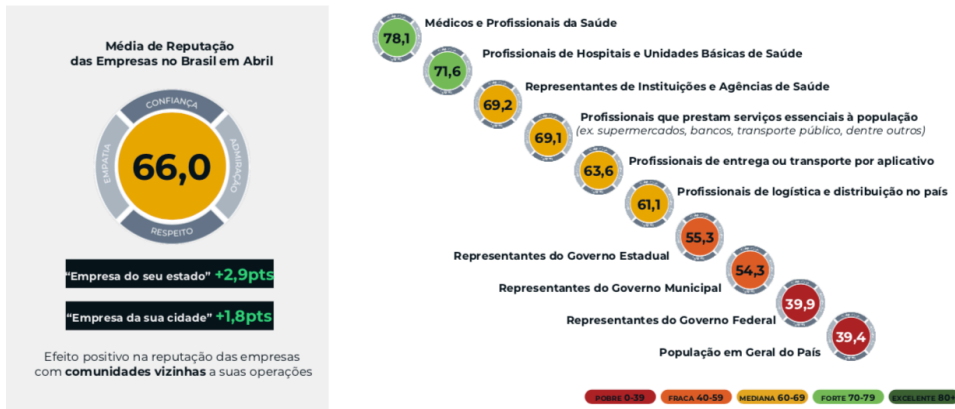 Média de Reputação
das Empresas no Brasil em Abril
CONFIANÇA
EMPATIA
66,0
ADMIRAÇÃO
RESPEITO
“Empresa do seu estado” +2,9pts
“Empresa da sua cidade” +1,8pts
Efeito positivo na reputação das empresas
com comunidades vizinhas a suas operações
78,1 Médicos e Profissionais da Saúde
71,6 Profissionais de Hospitais e Unidades Básicas de Saúde
69,2 Representantes de Instituições e Agências de Saúde
69,1 Profissionais que prestam serviços essenciais à população
(ex. supermercados, bancos, transporte público, dentre outros)
63,6 Profissionais de entrega ou transporte por aplicativo
61,1 Profissionais de logística e distribuição no país
55,3
Representantes do Governo Estadual
54,3
Representantes do Governo Municipal
39,9
Representantes do Governo Federal
39,4
População em Geral do País
POBRE 0-39 FRACA 40-59 MEDIANA 60-69 FORTE 70-79 EXCELENTE 80+